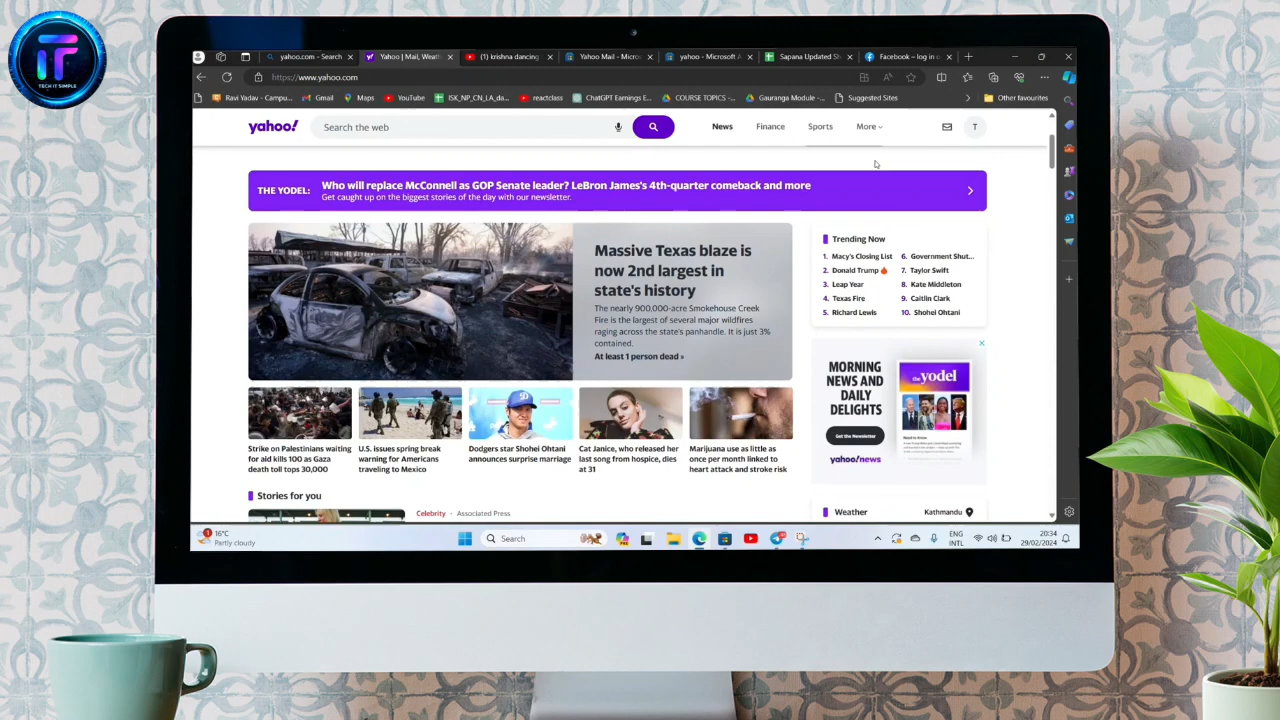 TECH IT SIMPLE
yahoo.com - Search
Yahoo | Mail, Weath
(1) krishna dancing
Yahoo Mail - Micros
yahoo - Microsoft A
Sapana Updated Sh
Facebook – log in o
https://www.yahoo.com
Ravi Yadav - Campu...
Gmail
Maps
YouTube
ISK_NP_CN_LA_da...
reactclass
ChatGPT Earnings E...
COURSE TOPICS -...
Gauranga Module -...
Suggested Sites
Other favourites
yahoo!
Search the web
News
Finance
Sports
More
T
THE YODEL:
Who will replace McConnell as GOP Senate leader? LeBron James's 4th-quarter comeback and more
Get caught up on the biggest stories of the day with our newsletter.
Massive Texas blaze is
now 2nd largest in
state's history
The nearly 900,000-acre Smokehouse Creek
Fire is the largest of several major wildfires
raging across the state's panhandle. It is just 3%
contained.
At least 1 person dead »
Trending Now
1. Macy's Closing List
2. Donald Trump
3. Leap Year
4. Texas Fire
5. Richard Lewis
6. Government Shut...
7. Taylor Swift
8. Kate Middleton
9. Caitlin Clark
10. Shohei Ohtani
MORNING
NEWS AND
DAILY
DELIGHTS
Get the Newsletter
yahoo!news
the yodel
Need-to-Know
Strike on Palestinians waiting
for aid kills 100 as Gaza
death toll tops 30,000
U.S. issues spring break
warning for Americans
traveling to Mexico
Dodgers star Shohei Ohtani
announces surprise marriage
Cat Janice, who released her
last song from hospice, dies
at 31
Marijuana use as little as
once per month linked to
heart attack and stroke risk
Stories for you
Celebrity · Associated Press
Weather
Kathmandu
16°C
Partly cloudy
Search
ENG
INTL
20:34
29/02/2024